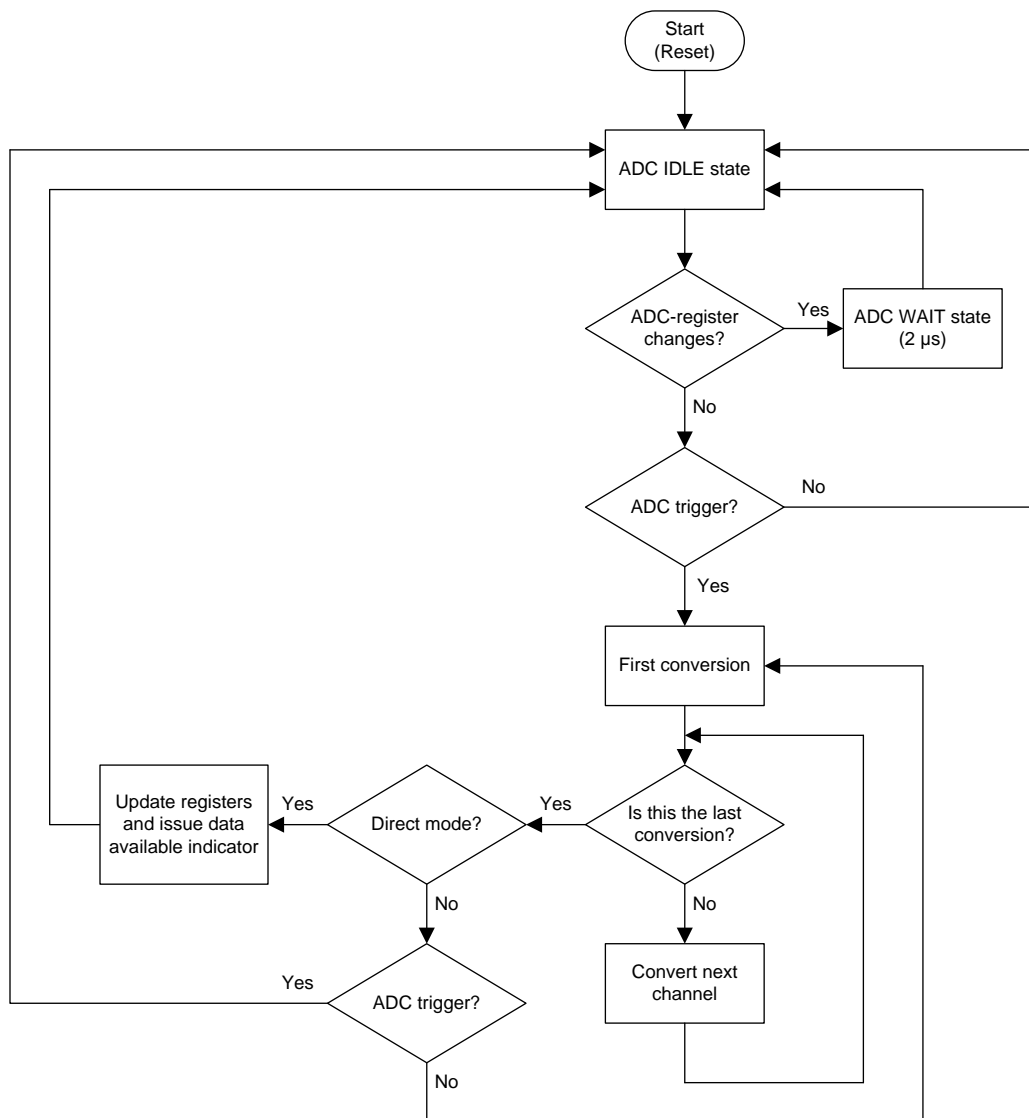 Start
(Reset)
ADC IDLE state
ADC-register
changes?
Yes
ADC WAIT state
(2 µs)
No
ADC trigger?
No
Yes
First conversion
Update registers
and issue data
available indicator
Yes
Direct mode?
Yes
Is this the last
conversion?
No
No
Convert next
channel
Yes
ADC trigger?
No